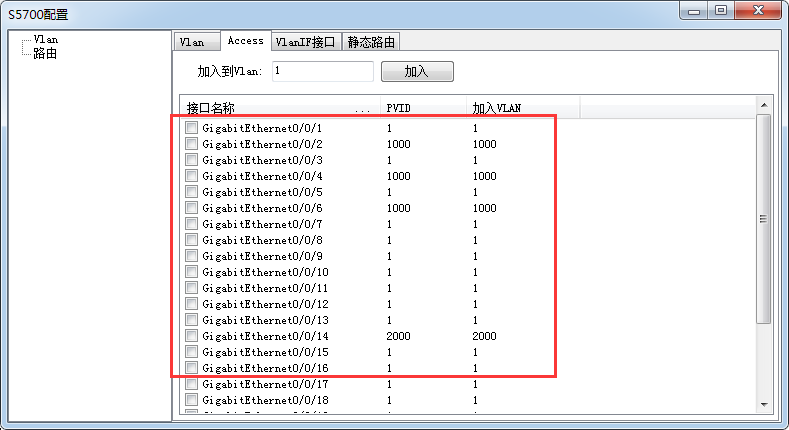 S5700配置
Vlan
路由
Vlan Access VlanIF接口 静态路由
加入到Vlan: 1 加入
接口名称 ... PVID 加入VLAN
GigabitEthernet0/0/1 1 1
GigabitEthernet0/0/2 1000 1000
GigabitEthernet0/0/3 1 1
GigabitEthernet0/0/4 1000 1000
GigabitEthernet0/0/5 1 1
GigabitEthernet0/0/6 1000 1000
GigabitEthernet0/0/7 1 1
GigabitEthernet0/0/8 1 1
GigabitEthernet0/0/9 1 1
GigabitEthernet0/0/10 1 1
GigabitEthernet0/0/11 1 1
GigabitEthernet0/0/12 1 1
GigabitEthernet0/0/13 1 1
GigabitEthernet0/0/14 2000 2000
GigabitEthernet0/0/15 1 1
GigabitEthernet0/0/16 1 1
GigabitEthernet0/0/17 1 1
GigabitEthernet0/0/18 1 1